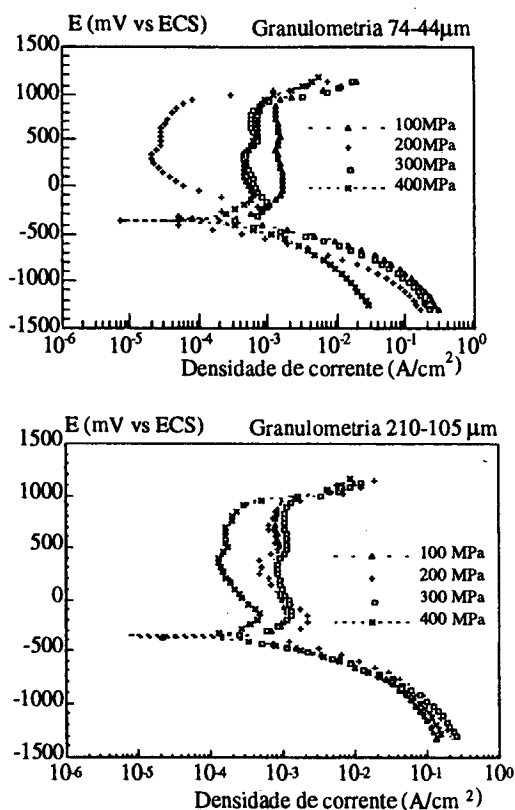 E (mV vs ECS) Granulometria 74-44μm
1500
1000
500
0
-500
-1000
-1500
100MPa
200MPa
300MPa
400MPa
10-6 10-5 10-4 10-3 10-2 10-1 100
Densidade de corrente (A/cm2)
E (mV vs ECS) Granulometria 210-105 μm
1500
1000
500
0
-500
-1000
-1500
100 MPa
200 MPa
300 MPa
400 MPa
10-6 10-5 10-4 10-3 10-2 10-1 100
Densidade de corrente (A/cm2)